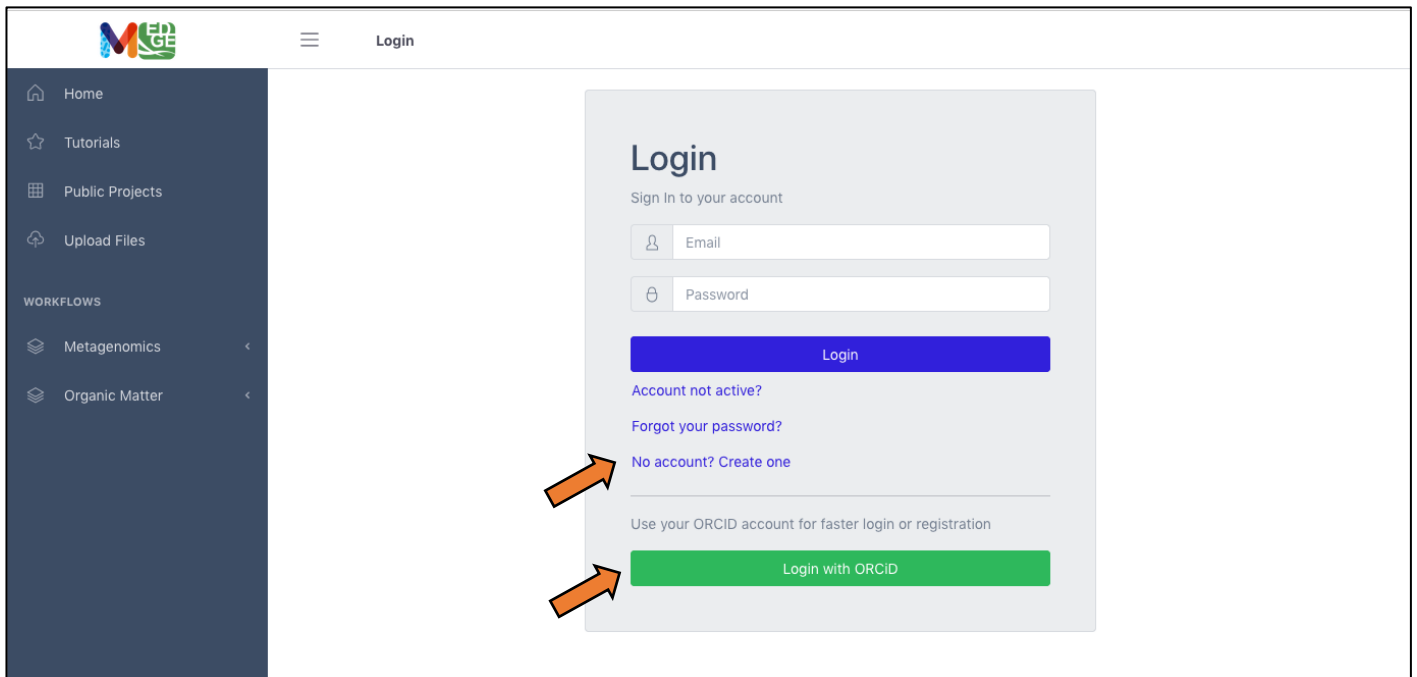 M EDGE
Login
Home
Tutorials
Public Projects
Upload Files
WORKFLOWS
Metagenomics
Organic Matter
Login
Sign In to your account
Email
Password
Login
Account not active?
Forgot your password?
No account? Create one
Use your ORCID account for faster login or registration
Login with ORCiD